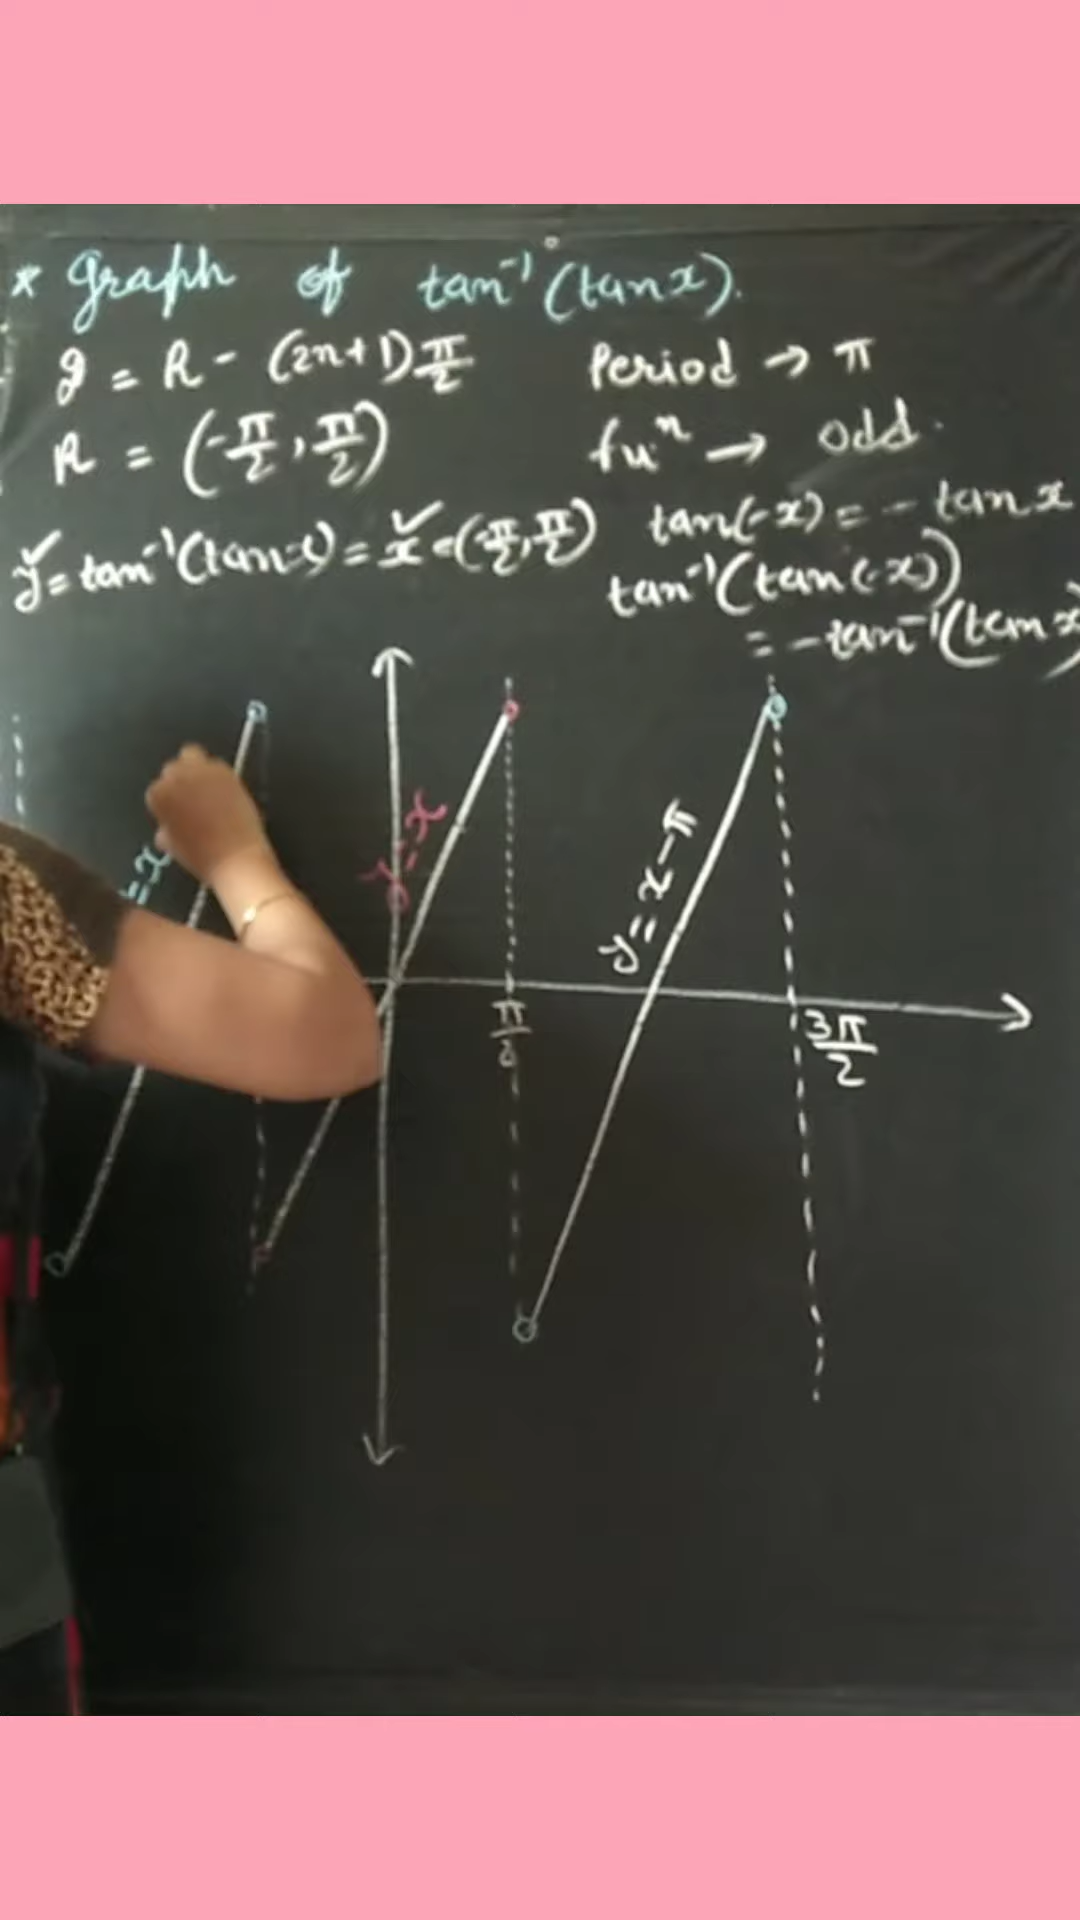 * Graph of tan⁻¹(tanx).
D = R - (2n+1)π/2
Period → π
R = (-π/2, π/2)
fuⁿ → odd.
y = tan⁻¹(tanx) = x ∈ (-π/2, π/2)
tan(-x) = - tan x
tan⁻¹(tan(-x))
= -tan⁻¹(tan x)
y = x
y = x - π
= x
π/2
3π/2